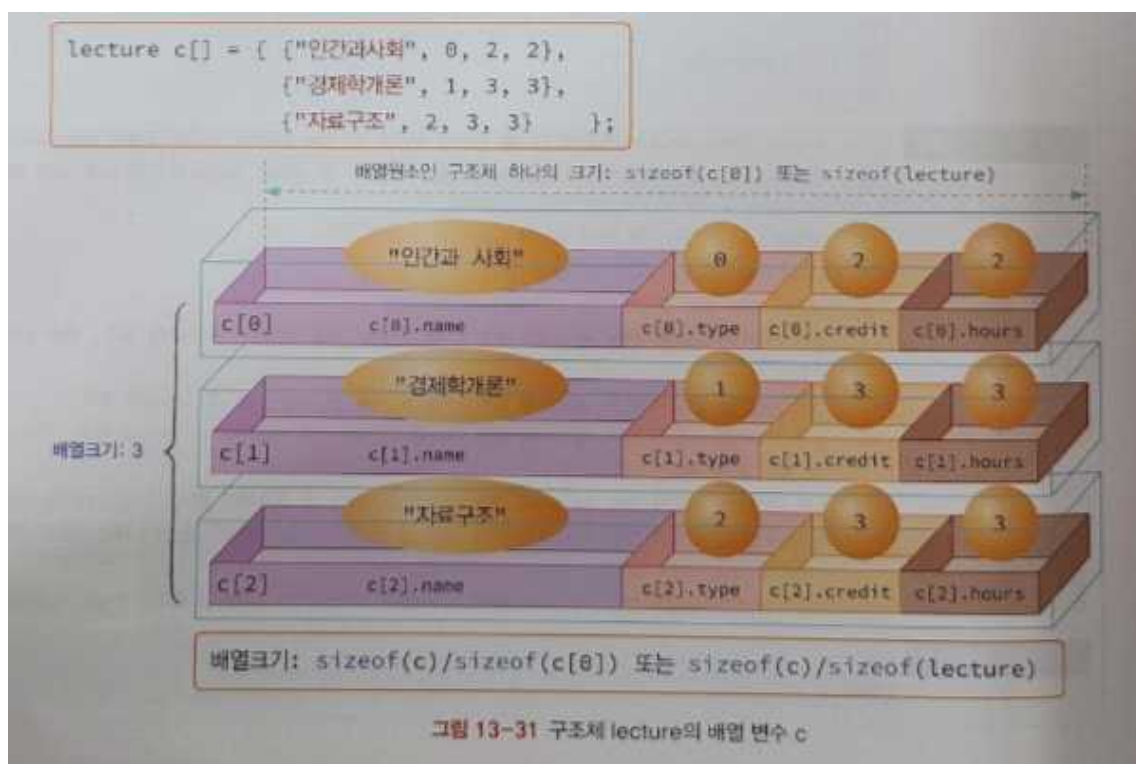 lecture c[] = { {"인간과사회", 0, 2, 2},
{"경제학개론", 1, 3, 3},
{"자료구조", 2, 3, 3} };
배열원소인 구조체 하나의 크기: sizeof(c[0]) 또는 sizeof(lecture)
"인간과 사회" 0 2 2
c[0] c[0].name c[0].type c[0].credit c[0].hours
"경제학개론" 1 3 3
배열크기: 3
c[1] c[1].name c[1].type c[1].credit c[1].hours
"자료구조" 2 3 3
c[2] c[2].name c[2].type c[2].credit c[2].hours
배열크기: sizeof(c)/sizeof(c[0]) 또는 sizeof(c)/sizeof(lecture)
그림 13-31 구조체 lecture의 배열 변수 c